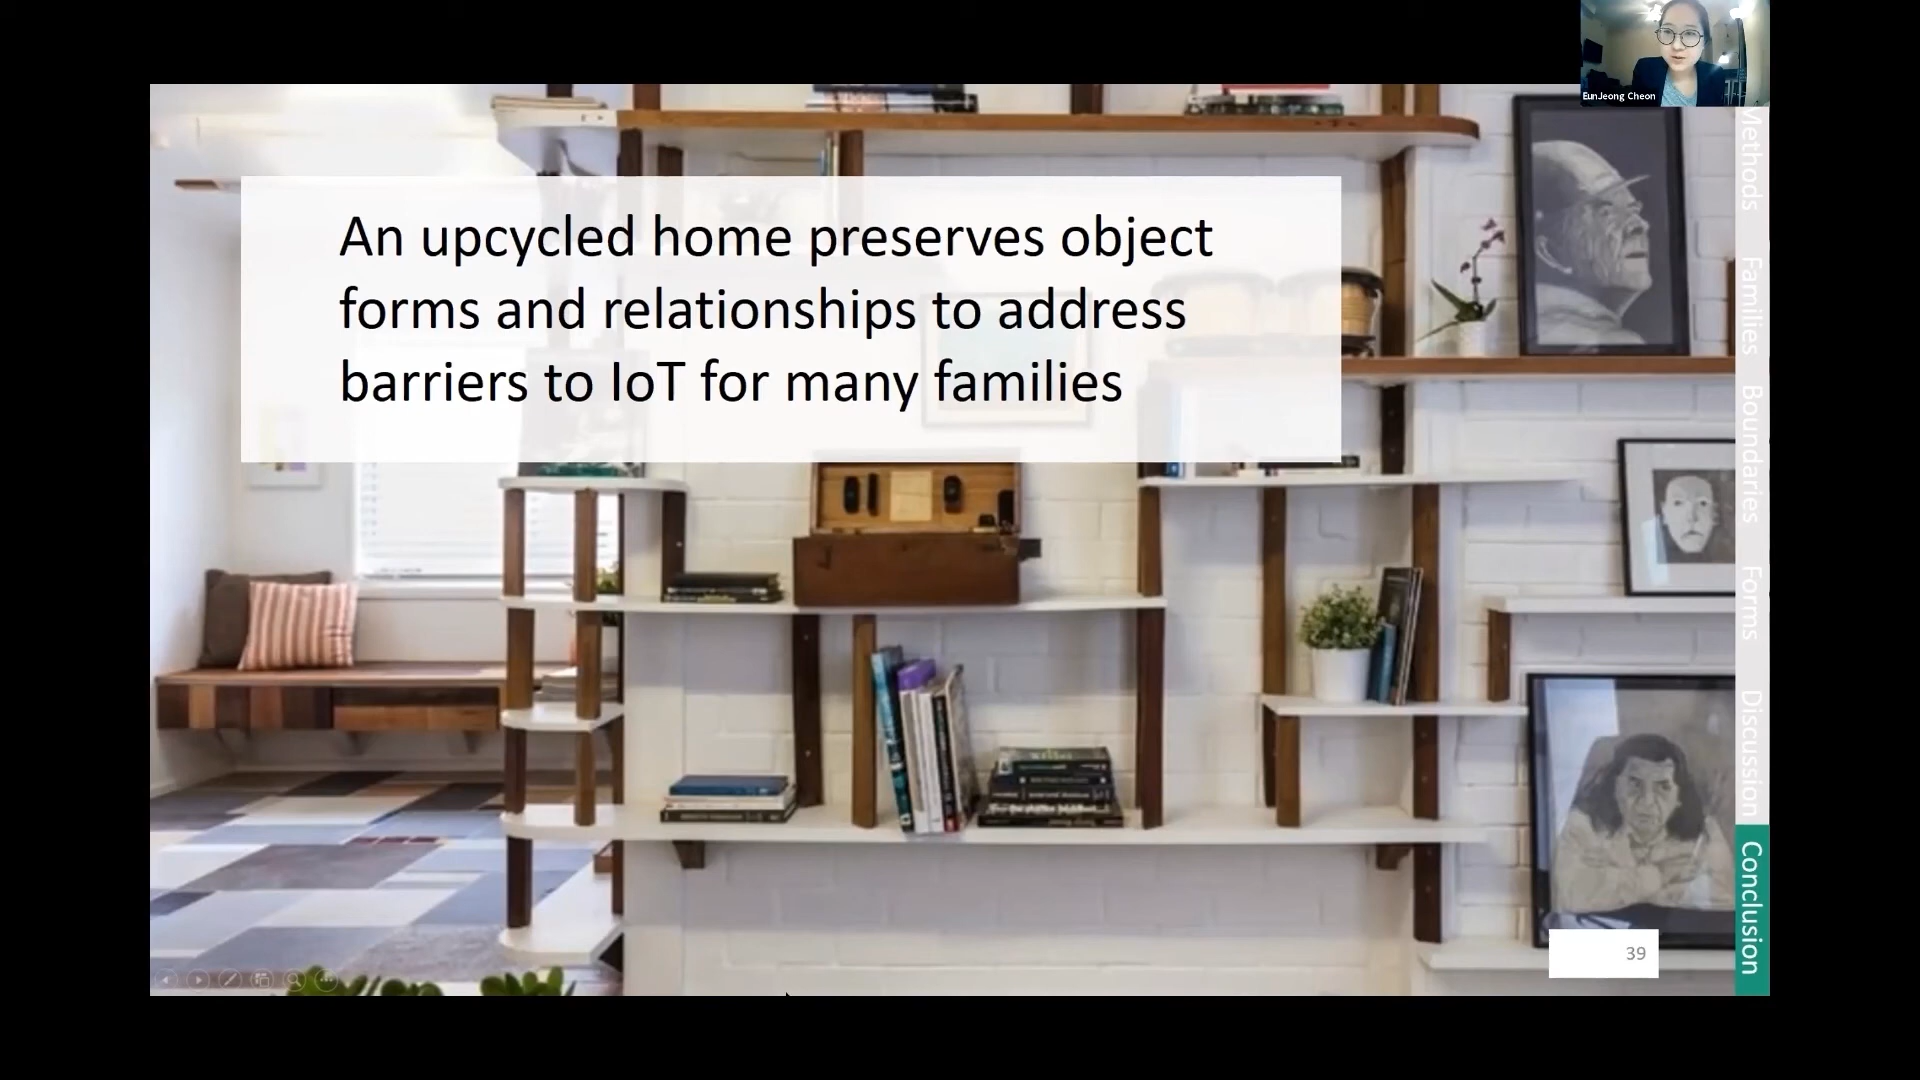 EunJeong Cheon
An upcycled home preserves object
forms and relationships to address
barriers to IoT for many families
Methods
Families
Boundaries
Forms
Discussion
Conclusion
39